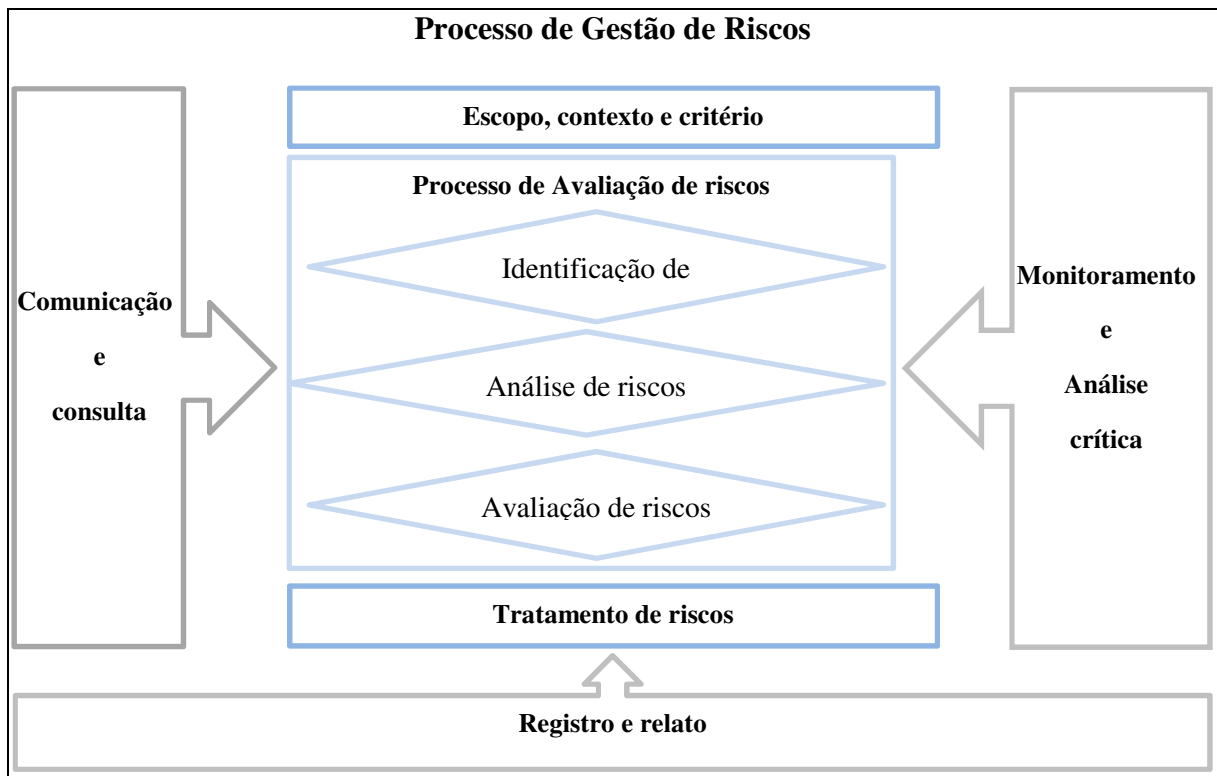 Processo de Gestão de Riscos
Escopo, contexto e critério
Processo de Avaliação de riscos
Identificação de
Análise de riscos
Avaliação de riscos
Tratamento de riscos
Comunicação
e
consulta
Monitoramento
e
Análise
crítica
Registro e relato